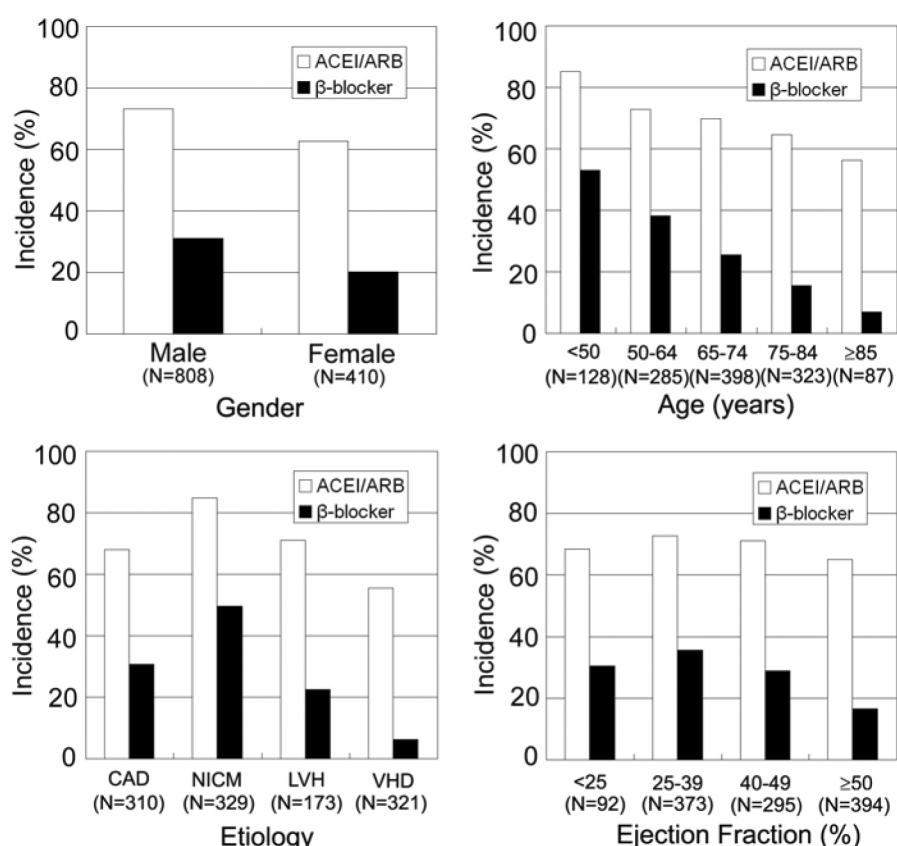 100
80
60
40
20
0
Incidence (%)
ACEI/ARB
β-blocker
Male
Female
(N=808)
(N=410)
Gender
100
80
60
40
20
0
Incidence (%)
ACEI/ARB
β-blocker
<50 50-64 65-74 75-84 ≥85
(N=128)(N=285)(N=398)(N=323)(N=87)
Age (years)
100
80
60
40
20
0
Incidence (%)
ACEI/ARB
β-blocker
CAD NICM LVH VHD
(N=310) (N=329) (N=173) (N=321)
Etiology
100
80
60
40
20
0
Incidence (%)
ACEI/ARB
β-blocker
<25 25-39 40-49 ≥50
(N=92) (N=373) (N=295) (N=394)
Ejection Fraction (%)